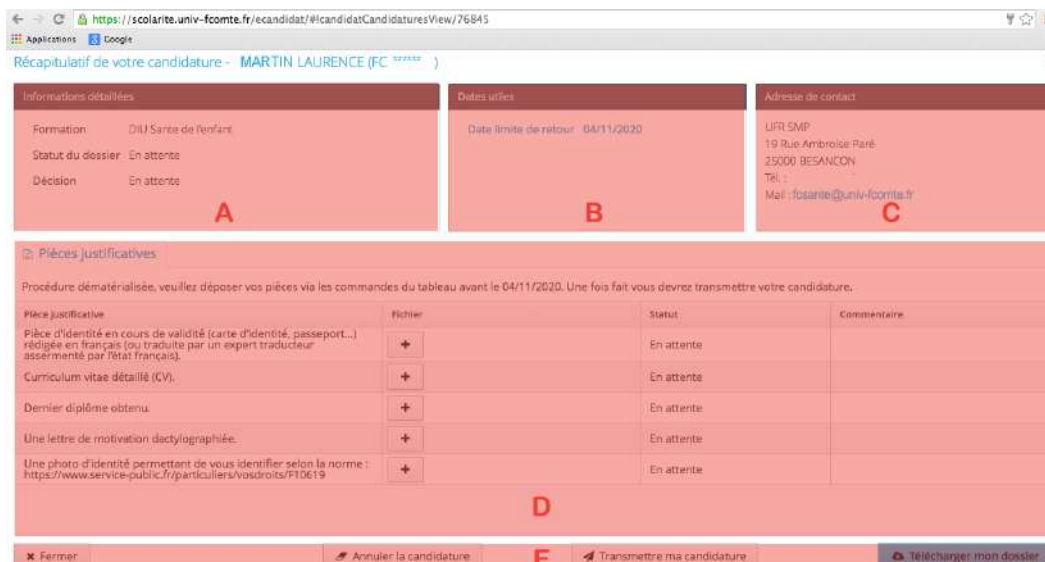 https://scolarite.univ-fcomte.fr/ecandidat/#!candidatCandidaturesView/76845
Applications Google
Récapitulatif de votre candidature - MARTIN LAURENCE (FC ****** )
Informations détaillées
Formation DIU Sante de l'enfant
Statut du dossier En attente
Décision En attente
A
Dates utiles
Date limite de retour 04/11/2020
B
Adresse de contact
UFR SMP
19 Rue Ambroise Paré
25000 BESANCON
Tél. :
Mail : fcsante@univ-fcomte.fr
C
Pièces justificatives
Procédure dématérialisée, veuillez déposer vos pièces via les commandes du tableau avant le 04/11/2020. Une fois fait vous devrez transmettre votre candidature.
Pièce justificative Fichier Statut Commentaire
Pièce d'identité en cours de validité (carte d'identité, passeport...)
rédigée en français (ou traduite par un expert traducteur
assermenté par l'état français).
+ En attente
Curriculum vitae détaillé (CV). + En attente
Dernier diplôme obtenu. + En attente
Une lettre de motivation dactylographiée. + En attente
Une photo d'identité permettant de vous identifier selon la norme :
https://www.service-public.fr/particuliers/vosdroits/F10619
+ En attente
D
Fermer Annuler la candidature E Transmettre ma candidature Télécharger mon dossier